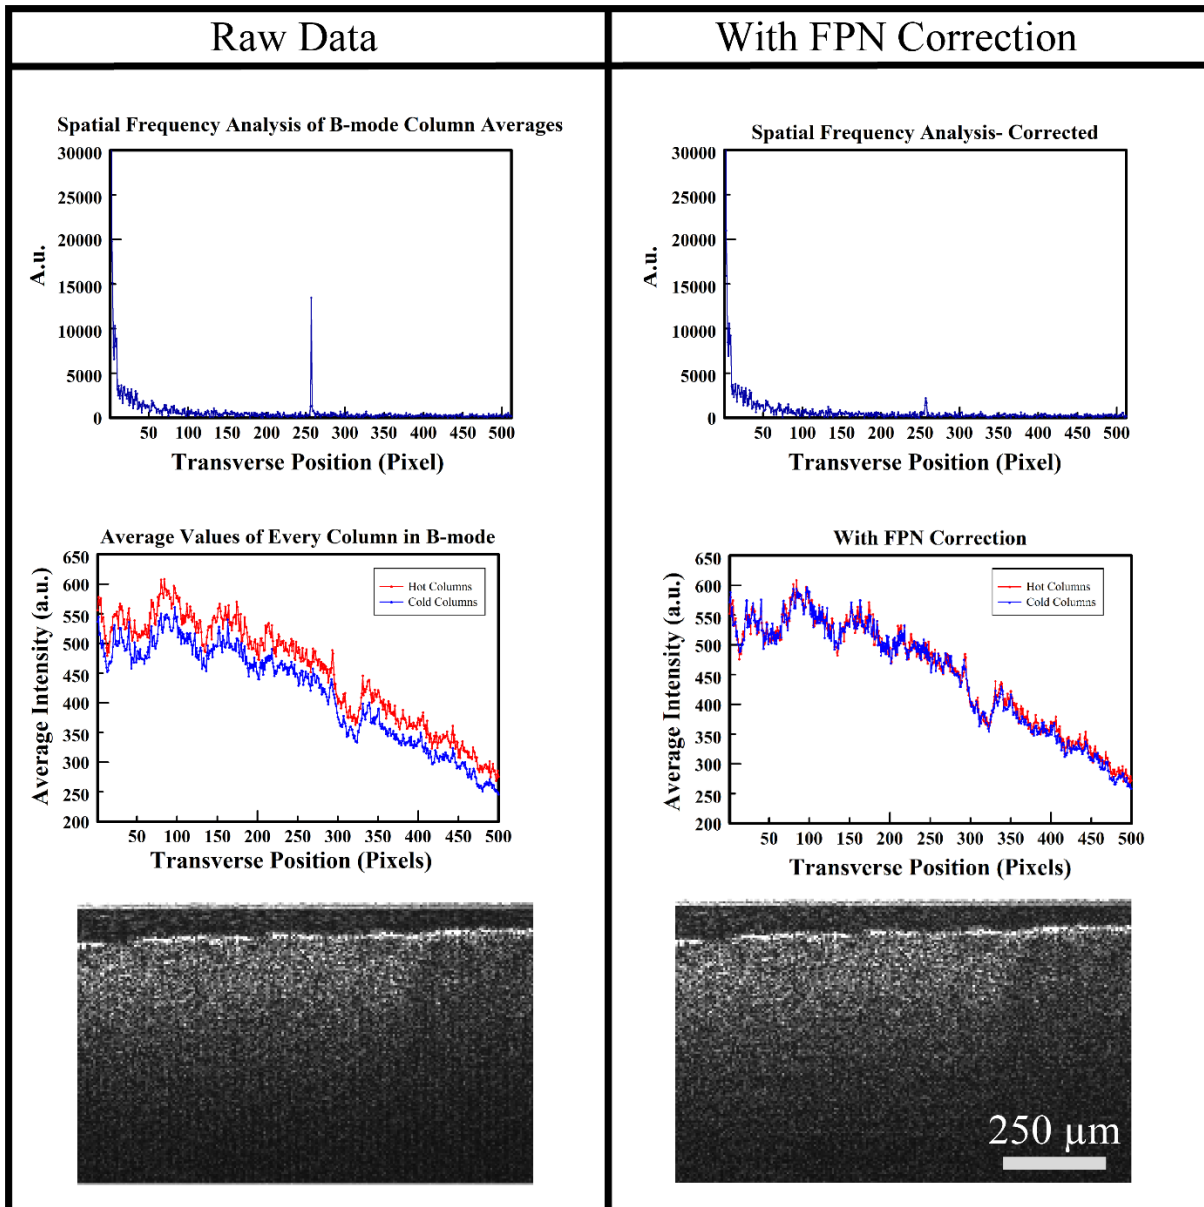 Raw Data
With FPN Correction
Spatial Frequency Analysis of B-mode Column Averages
30000
25000
20000
15000
10000
5000
0
A.u.
50 100 150 200 250 300 350 400 450 500
Transverse Position (Pixel)
Spatial Frequency Analysis- Corrected
30000
25000
20000
15000
10000
5000
0
A.u.
50 100 150 200 250 300 350 400 450 500
Transverse Position (Pixel)
Average Values of Every Column in B-mode
650
600
550
500
450
400
350
300
250
200
Average Intensity (a.u.)
Hot Columns
Cold Columns
50 100 150 200 250 300 350 400 450 500
Transverse Position (Pixels)
With FPN Correction
650
600
550
500
450
400
350
300
250
200
Average Intensity (a.u.)
Hot Columns
Cold Columns
50 100 150 200 250 300 350 400 450 500
Transverse Position (Pixels)
250 µm